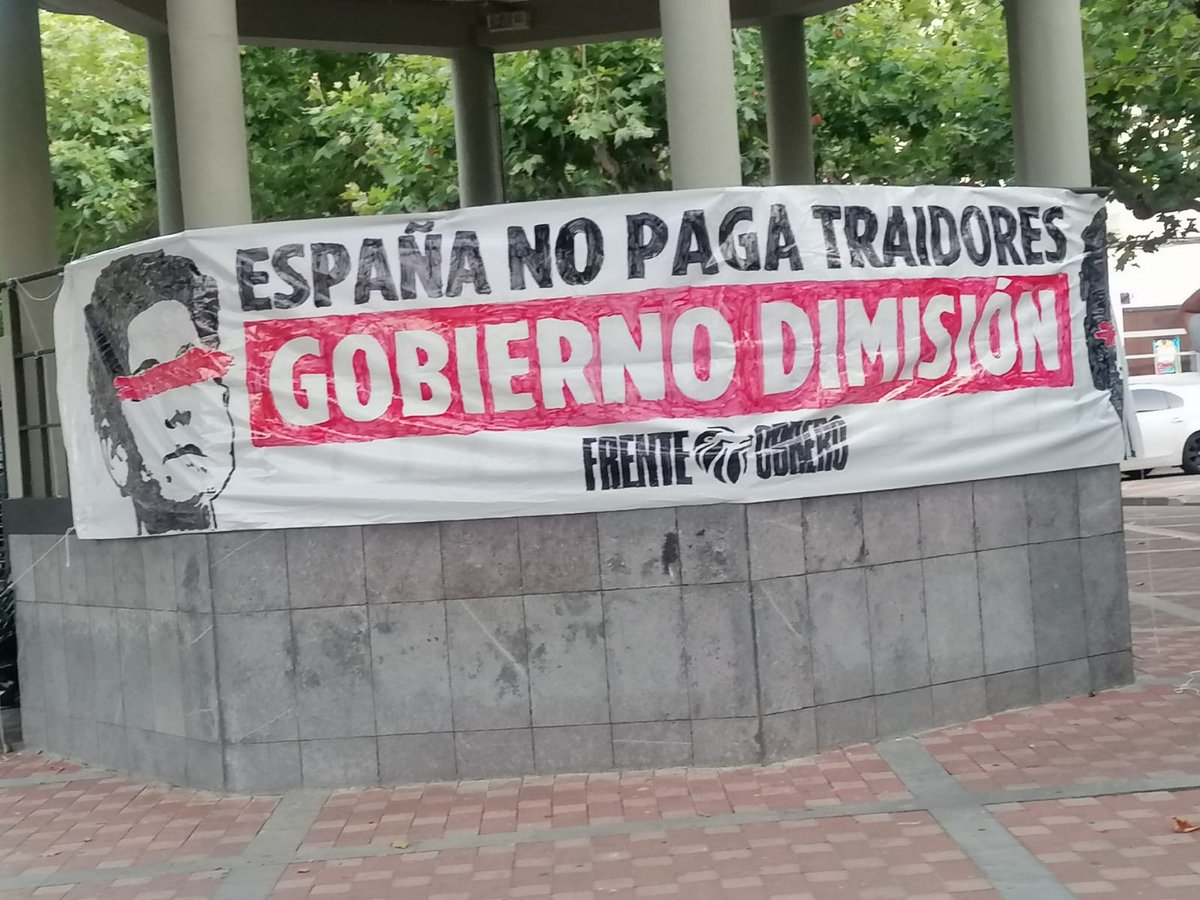 ESPAÑA NO PAGA TRAIDORES
GOBIERNO DIMISIÓN
FRENTE OBRERO